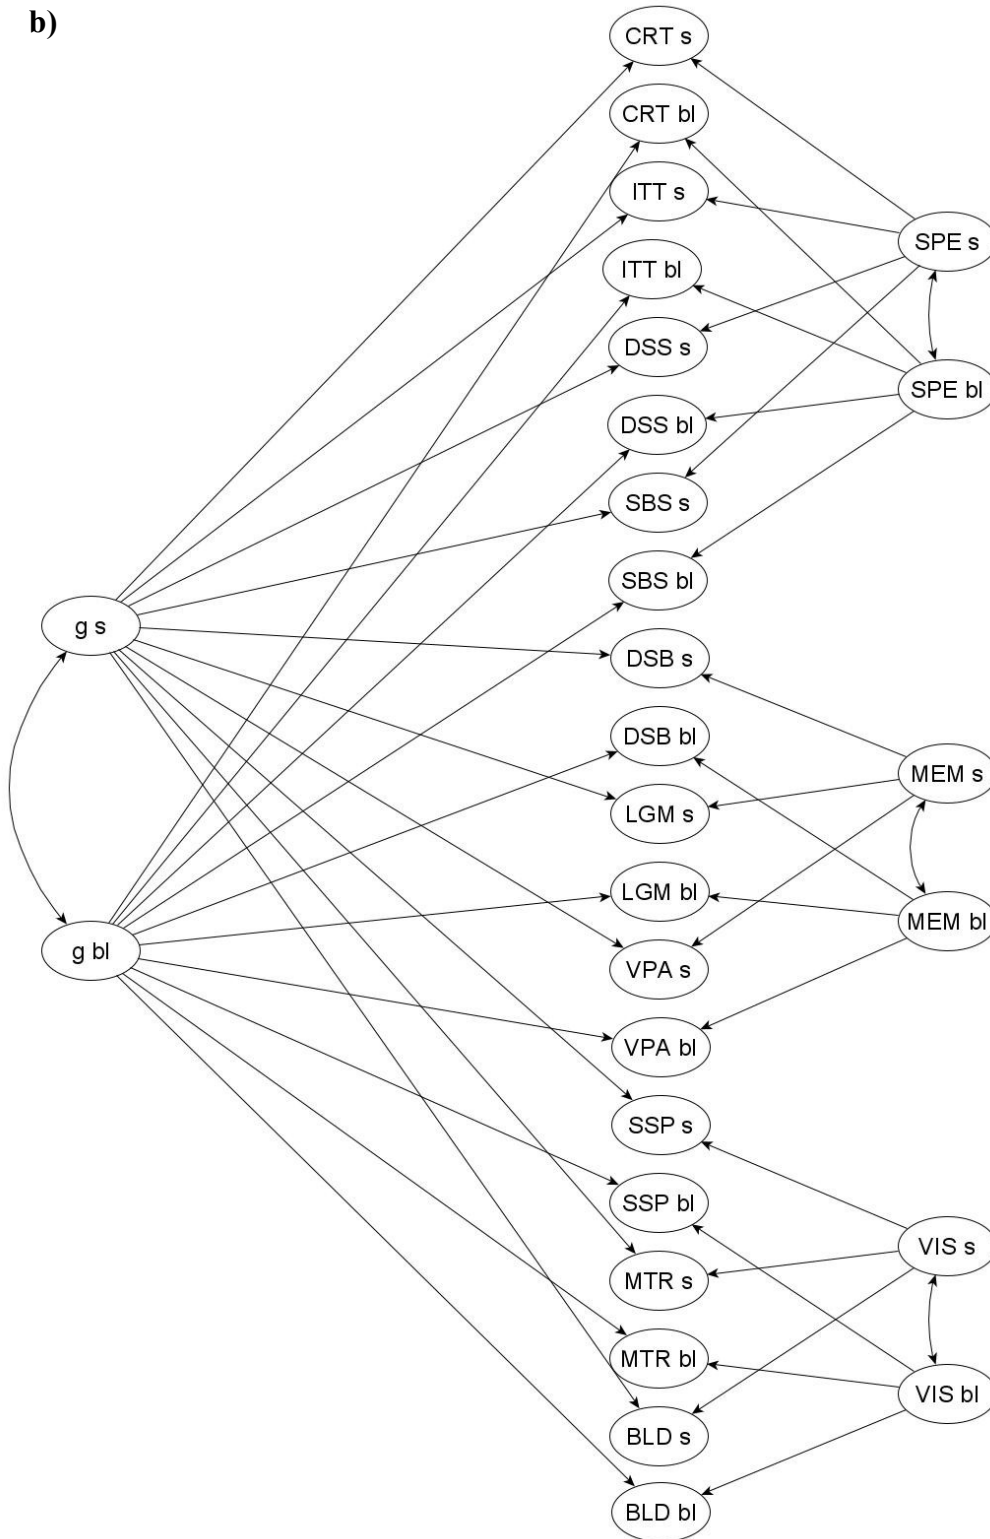 b)
CRT s
CRT bl
ITT s
SPE s
ITT bl
DSS s
SPE bl
DSS bl
SBS s
SBS bl
g s
DSB s
DSB bl
MEM s
LGM s
LGM bl
MEM bl
g bl
VPA s
VPA bl
SSP s
SSP bl
VIS s
MTR s
MTR bl
VIS bl
BLD s
BLD bl